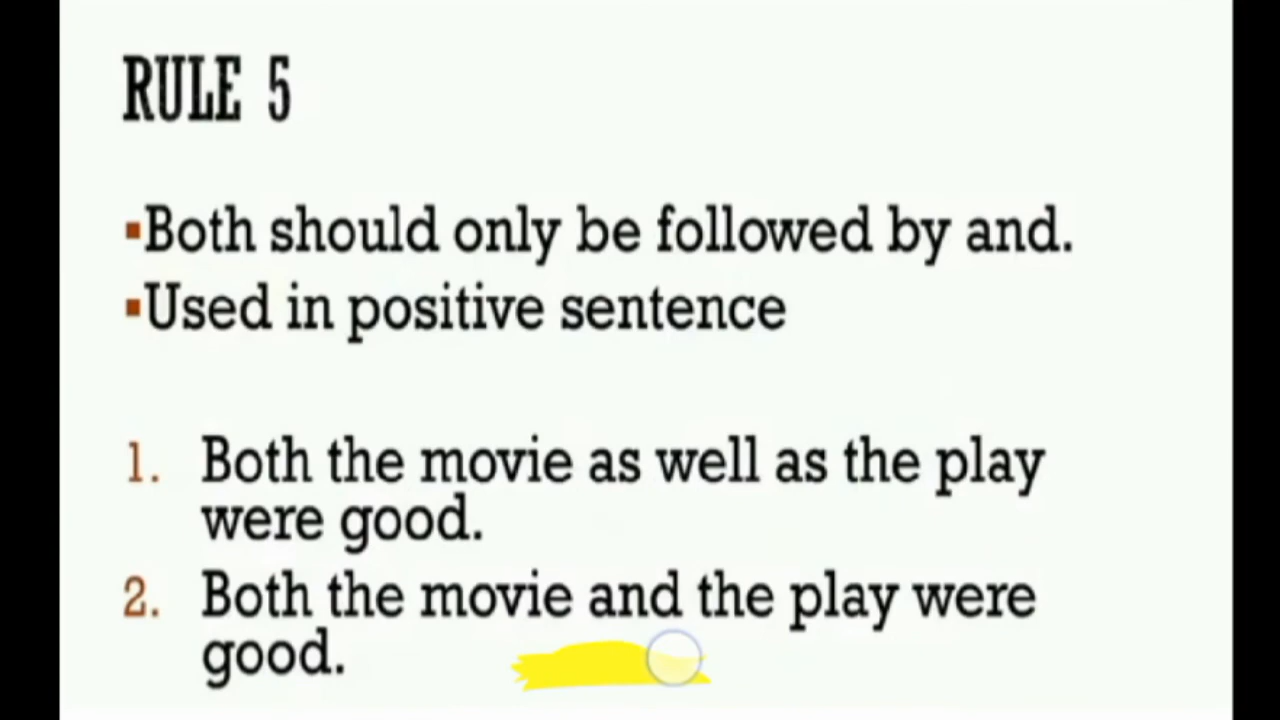 RULE 5
▪Both should only be followed by and.
▪Used in positive sentence
1. Both the movie as well as the play
were good.
2. Both the movie and the play were
good.